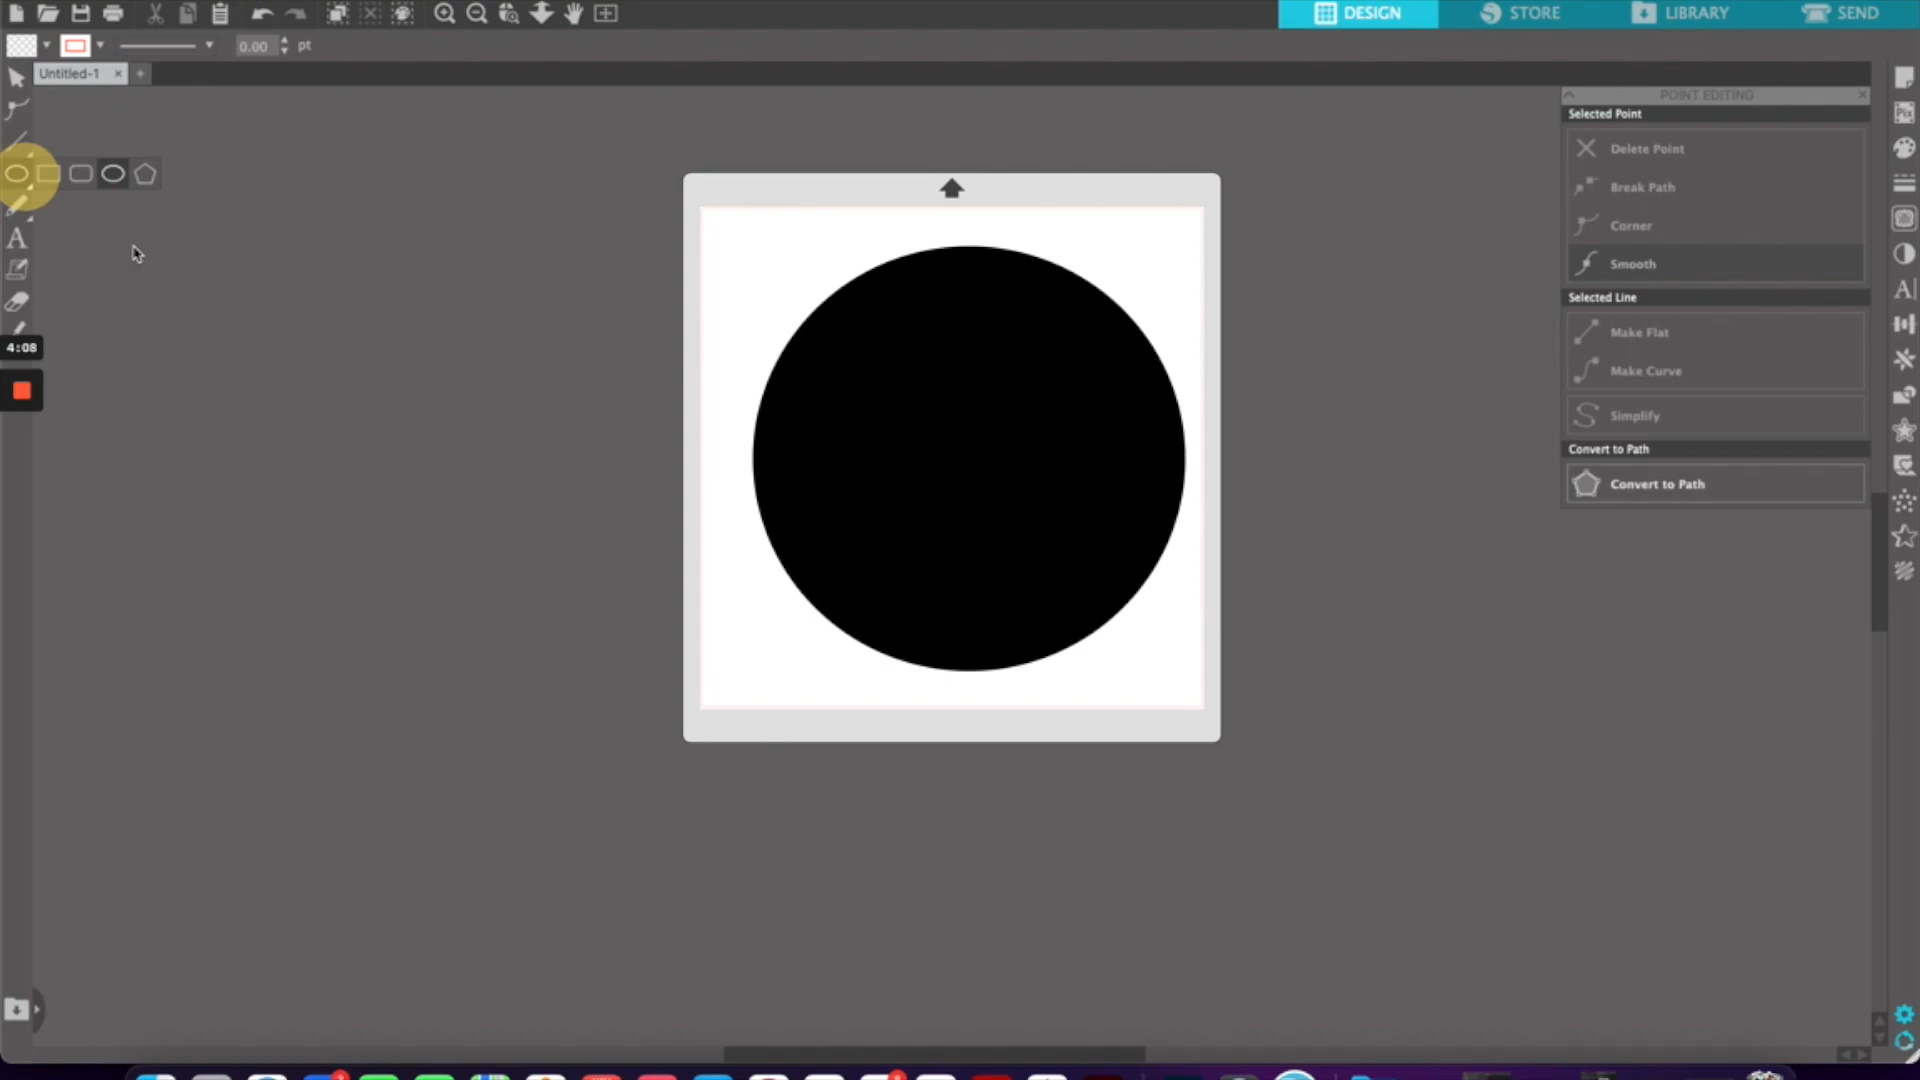 DESIGN
STORE
LIBRARY
SEND
0.00 pt
Untitled-1
POINT EDITING
Selected Point
Delete Point
Break Path
Corner
Smooth
Selected Line
Make Flat
Make Curve
Simplify
Convert to Path
Convert to Path
4:08